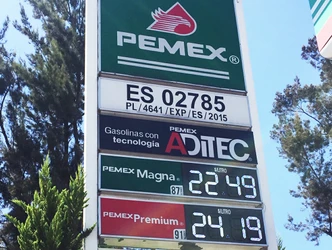 PEMEX®
ES 02785
PL/4641/EXP/ES/2015
Gasolinas con tecnología
PEMEX ADITEC
PEMEX Magna 87 LITRO 22 49
PEMEX Premium 91 LITRO 24 19